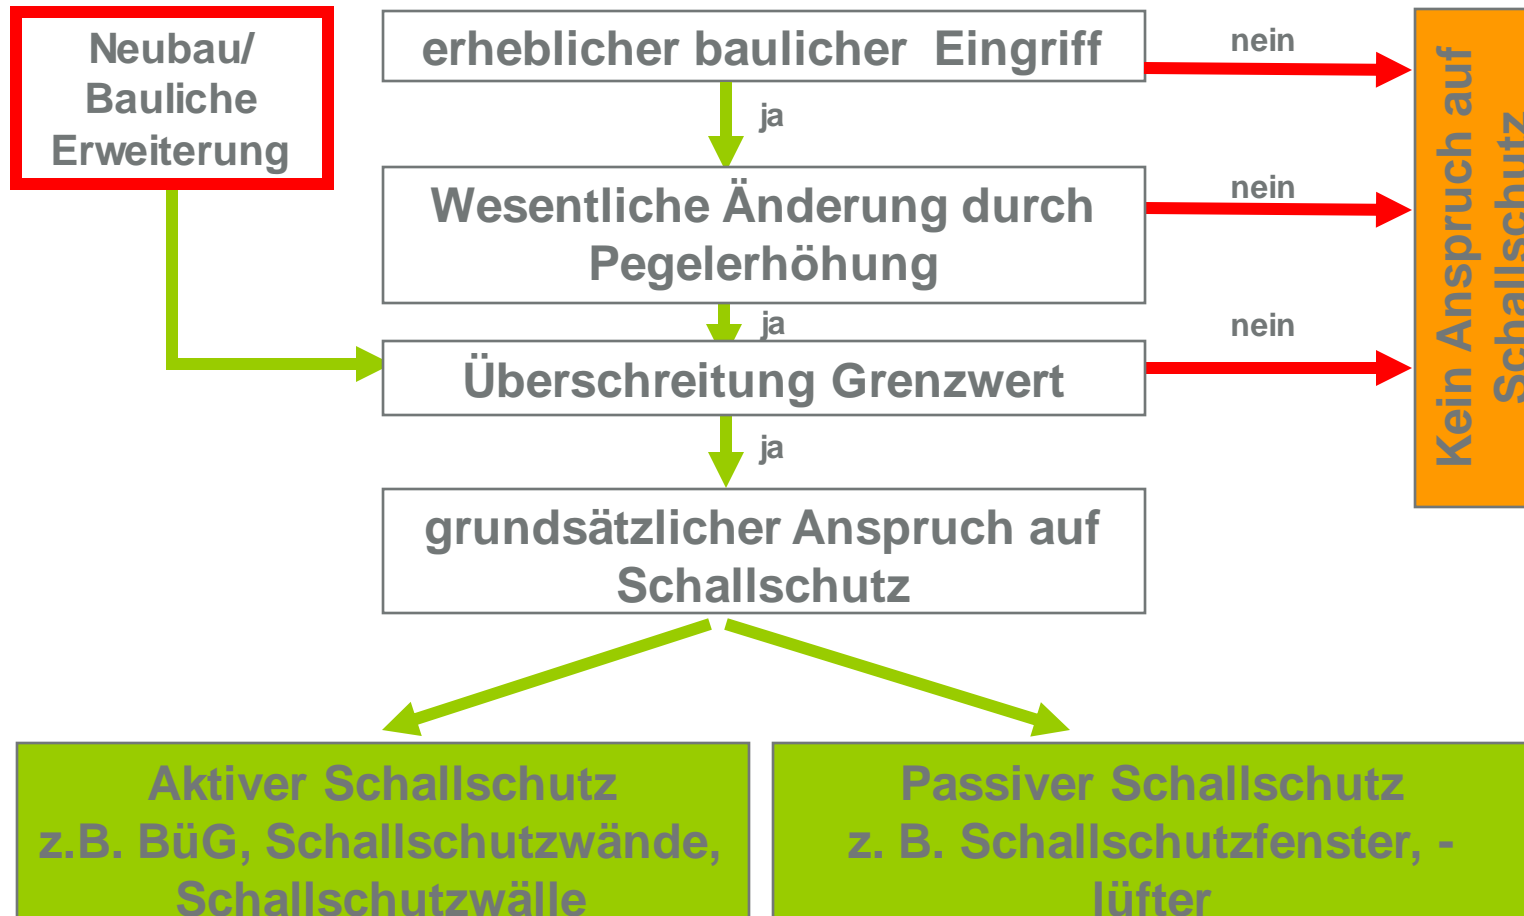 Neubau/
Bauliche
Erweiterung
erheblicher baulicher Eingriff
nein
ja
Wesentliche Änderung durch
Pegelerhöhung
nein
ja
Überschreitung Grenzwert
nein
ja
grundsätzlicher Anspruch auf
Schallschutz
Kein Anspruch auf
Schallschutz
Aktiver Schallschutz
z.B. BüG, Schallschutzwände,
Schallschutzwälle
Passiver Schallschutz
z. B. Schallschutzfenster, -
lüfter